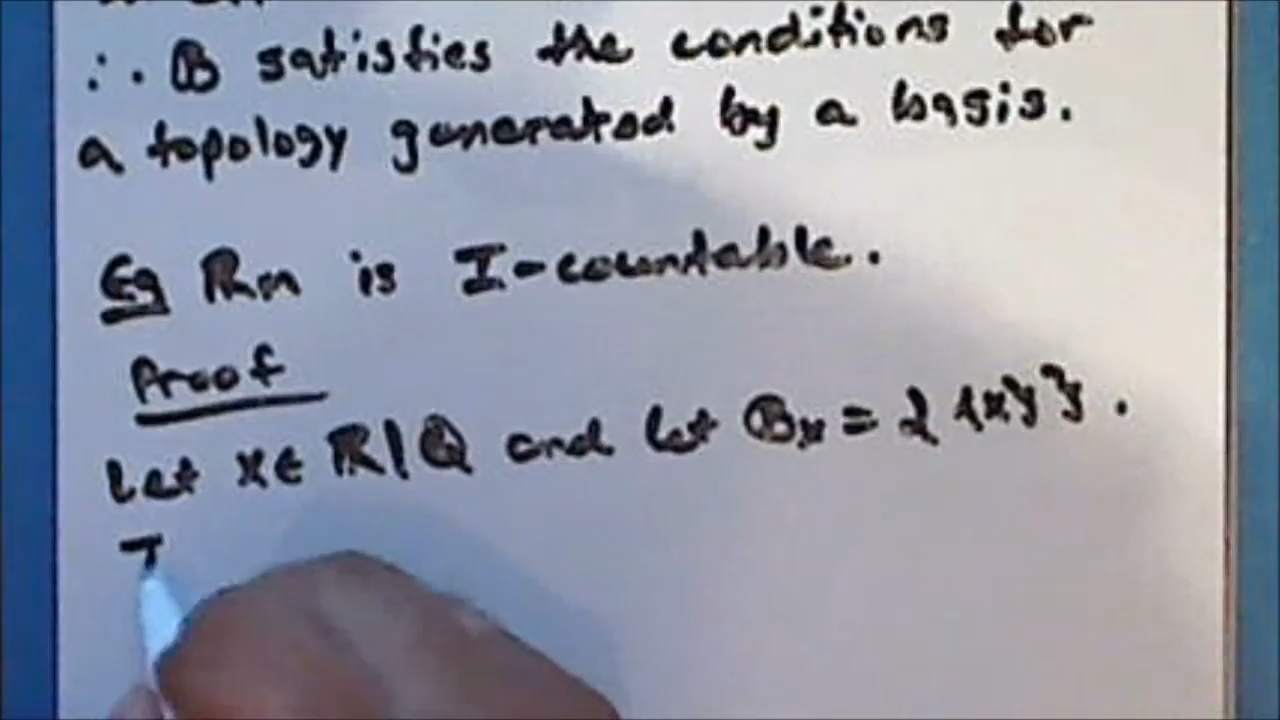 ∴ B satisfies the conditions for
a topology generated by a basis.
Eg Rm is I-countable.
Proof
Let x ∈ R|Q and let Bx = {{x}}.
T